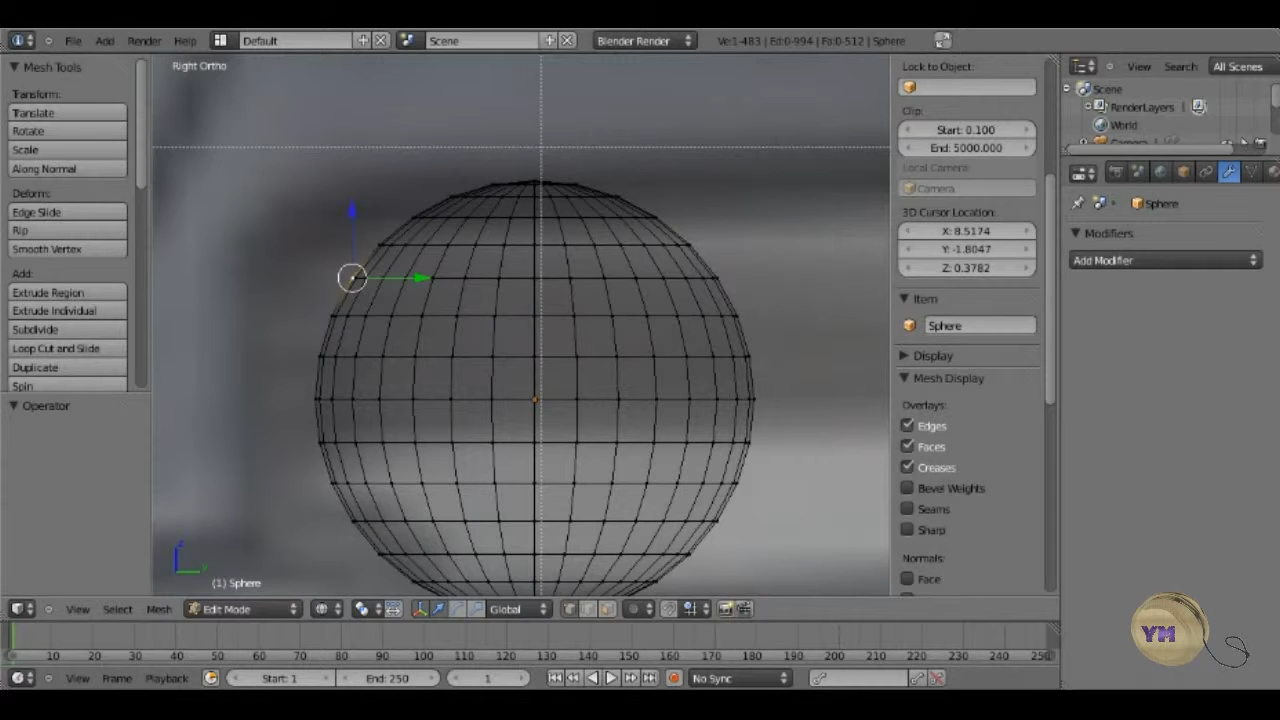 File Add Render Help Default Scene Blender Render Ve:1-483 | Ed:0-994 | Fa:0-512 | Sphere
Mesh Tools
Transform:
Translate
Rotate
Scale
Along Normal
Deform:
Edge Slide
Rip
Smooth Vertex
Add:
Extrude Region
Extrude Individual
Subdivide
Loop Cut and Slide
Duplicate
Spin
Operator
Right Ortho
(1) Sphere
Lock to Object:
Clip:
Start: 0.100
End: 5000.000
Local Camera:
Camera
3D Cursor Location:
X: 8.5174
Y: -1.8047
Z: 0.3782
Item
Sphere
Display
Mesh Display
Overlays:
Edges
Faces
Creases
Bevel Weights
Seams
Sharp
Normals:
Face
View Search All Scenes
Scene
RenderLayers |
World
Sphere
Modifiers
Add Modifier
View Select Mesh Edit Mode Global
10 20 30 40 50 60 70 80 90 100 110 120 130 140 150 160 170 180 190 200 210 220 230 240 250
View Frame Playback Start: 1 End: 250 1 No Sync
YM